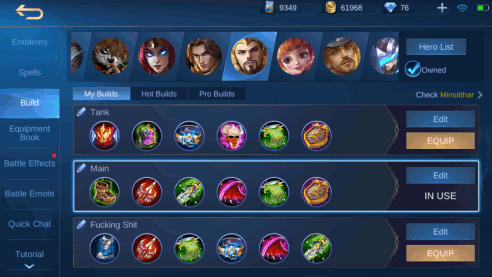 9349
61968
76
Emblems
Spells
Build
Equipment
Book
Battle Effects
Battle Emote
Quick Chat
Tutorial
Hero List
Owned
My Builds
Hot Builds
Pro Builds
Check Minsitthar
Tank
Edit
EQUIP
Main
Edit
IN USE
Fucking Shit
Edit
EQUIP